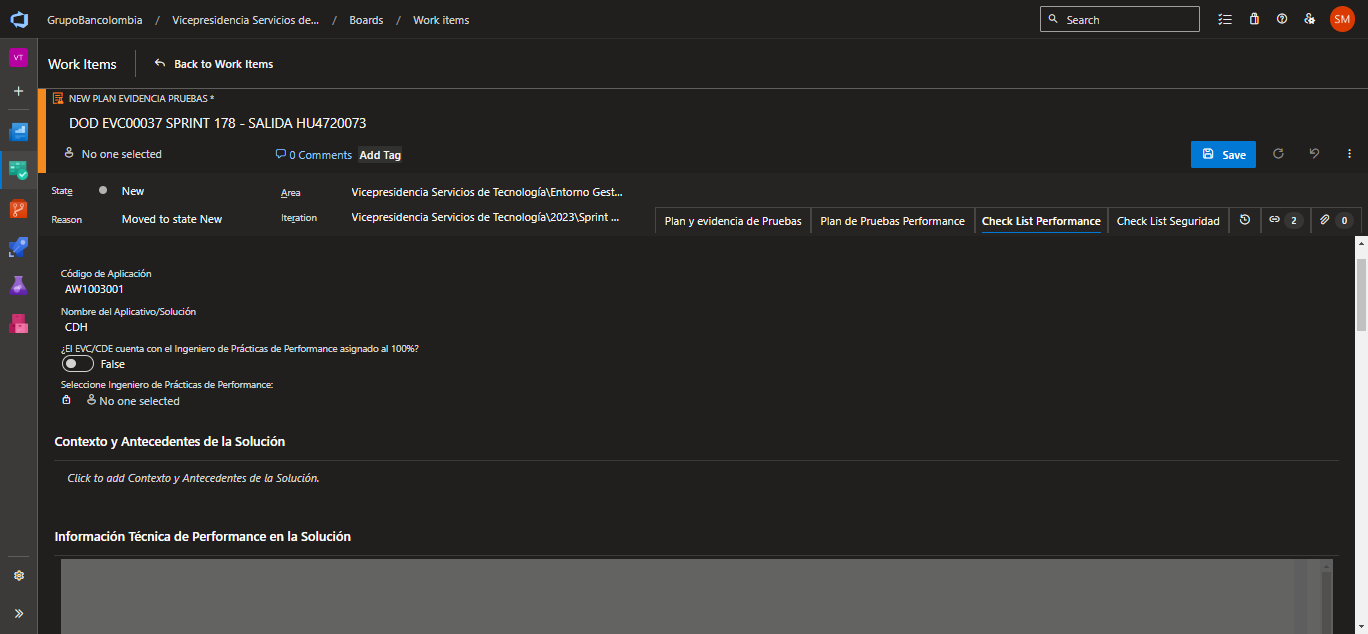 GrupoBancolombia / Vicepresidencia Servicios de... / Boards / Work items
Search
SM
VT
Work Items
Back to Work Items
NEW PLAN EVIDENCIA PRUEBAS *
DOD EVC00037 SPRINT 178 - SALIDA HU4720073
No one selected
0 Comments
Add Tag
Save
State
New
Area
Vicepresidencia Servicios de Tecnología\Entorno Gest...
Reason
Moved to state New
Iteration
Vicepresidencia Servicios de Tecnología\2023\Sprint ...
Plan y evidencia de Pruebas
Plan de Pruebas Performance
Check List Performance
Check List Seguridad
2
0
Código de Aplicación
AW1003001
Nombre del Aplicativo/Solución
CDH
¿El EVC/CDE cuenta con el Ingeniero de Prácticas de Performance asignado al 100%?
False
Seleccione Ingeniero de Prácticas de Performance:
No one selected
Contexto y Antecedentes de la Solución
Click to add Contexto y Antecedentes de la Solución.
Información Técnica de Performance en la Solución